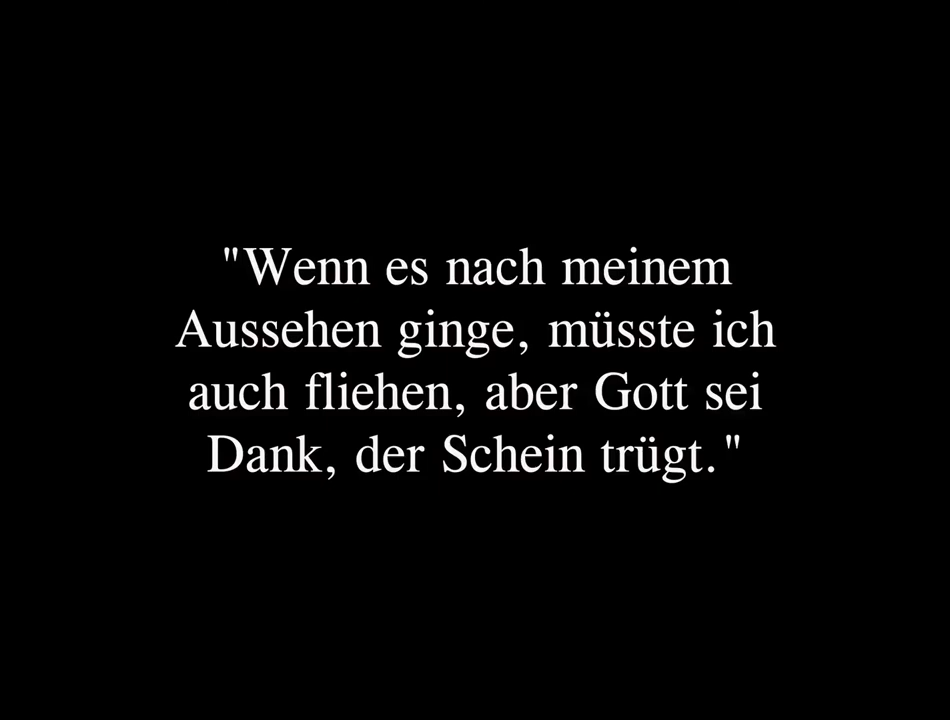 "Wenn es nach meinem
Aussehen ginge, müsste ich
auch fliehen, aber Gott sei
Dank, der Schein trügt."